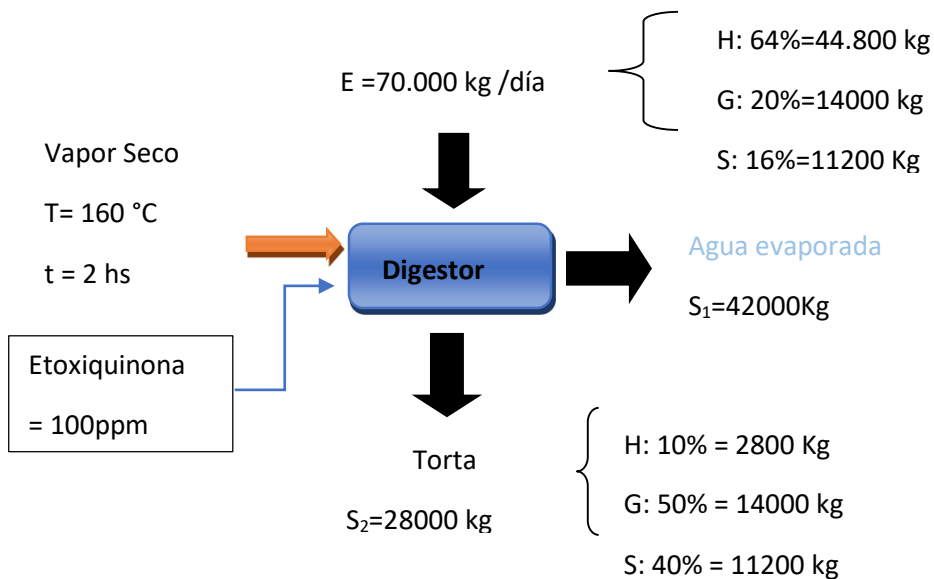 H: 64%=44.800 kg
E =70.000 kg /día
G: 20%=14000 kg
S: 16%=11200 Kg
Vapor Seco
T= 160 °C
t = 2 hs
Digestor
Agua evaporada
S₁=42000Kg
Etoxiquinona
= 100ppm
Torta
S₂=28000 kg
H: 10% = 2800 Kg
G: 50% = 14000 kg
S: 40% = 11200 kg